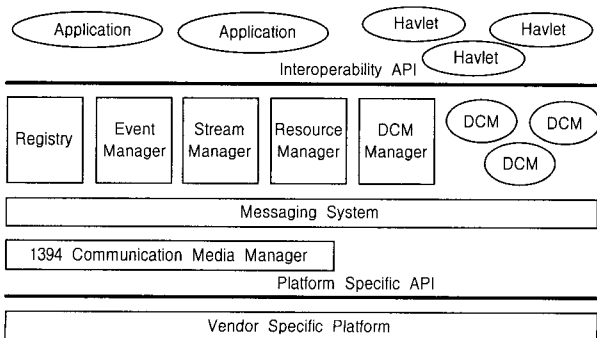 Application
Application
Havlet
Havlet
Havlet
Interoperability API
Registry
Event
Manager
Stream
Manager
Resource
Manager
DCM
Manager
DCM
DCM
DCM
Messaging System
1394 Communication Media Manager
Platform Specific API
Vendor Specific Platform